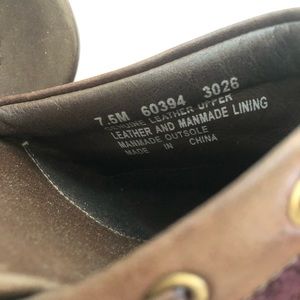 7.5M 60394 3026
GENUINE LEATHER UPPER
LEATHER AND MANMADE LINING
MANMADE OUTSOLE
MADE IN CHINA